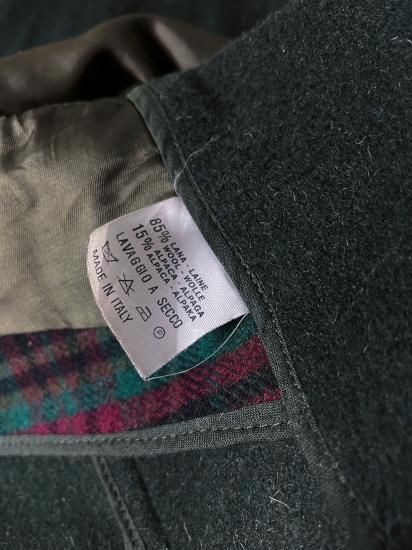 85% LANA - LAINE
WOOL - WOLLE
15% ALPACA - ALPAGA
ALPACA - ALPAKA
LAVAGGIO A SECCO
P
MADE IN ITALY